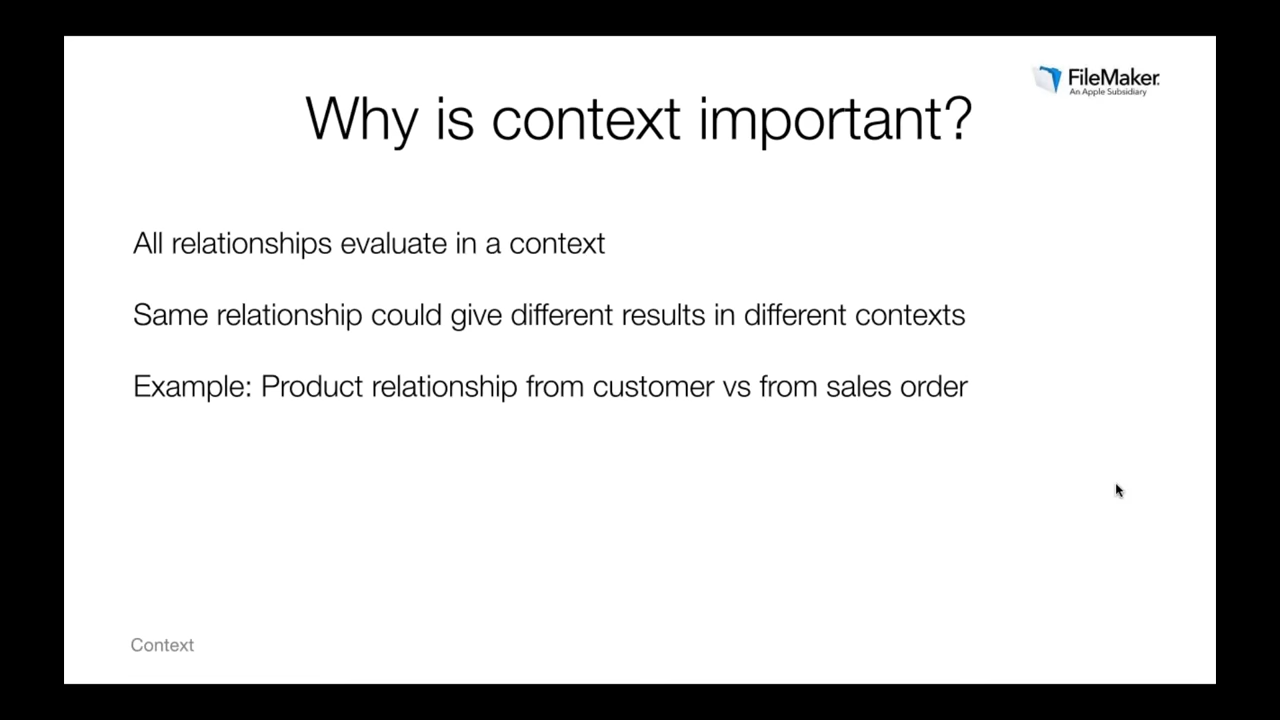 FileMaker.
An Apple Subsidiary
Why is context important?
All relationships evaluate in a context
Same relationship could give different results in different contexts
Example: Product relationship from customer vs from sales order
Context